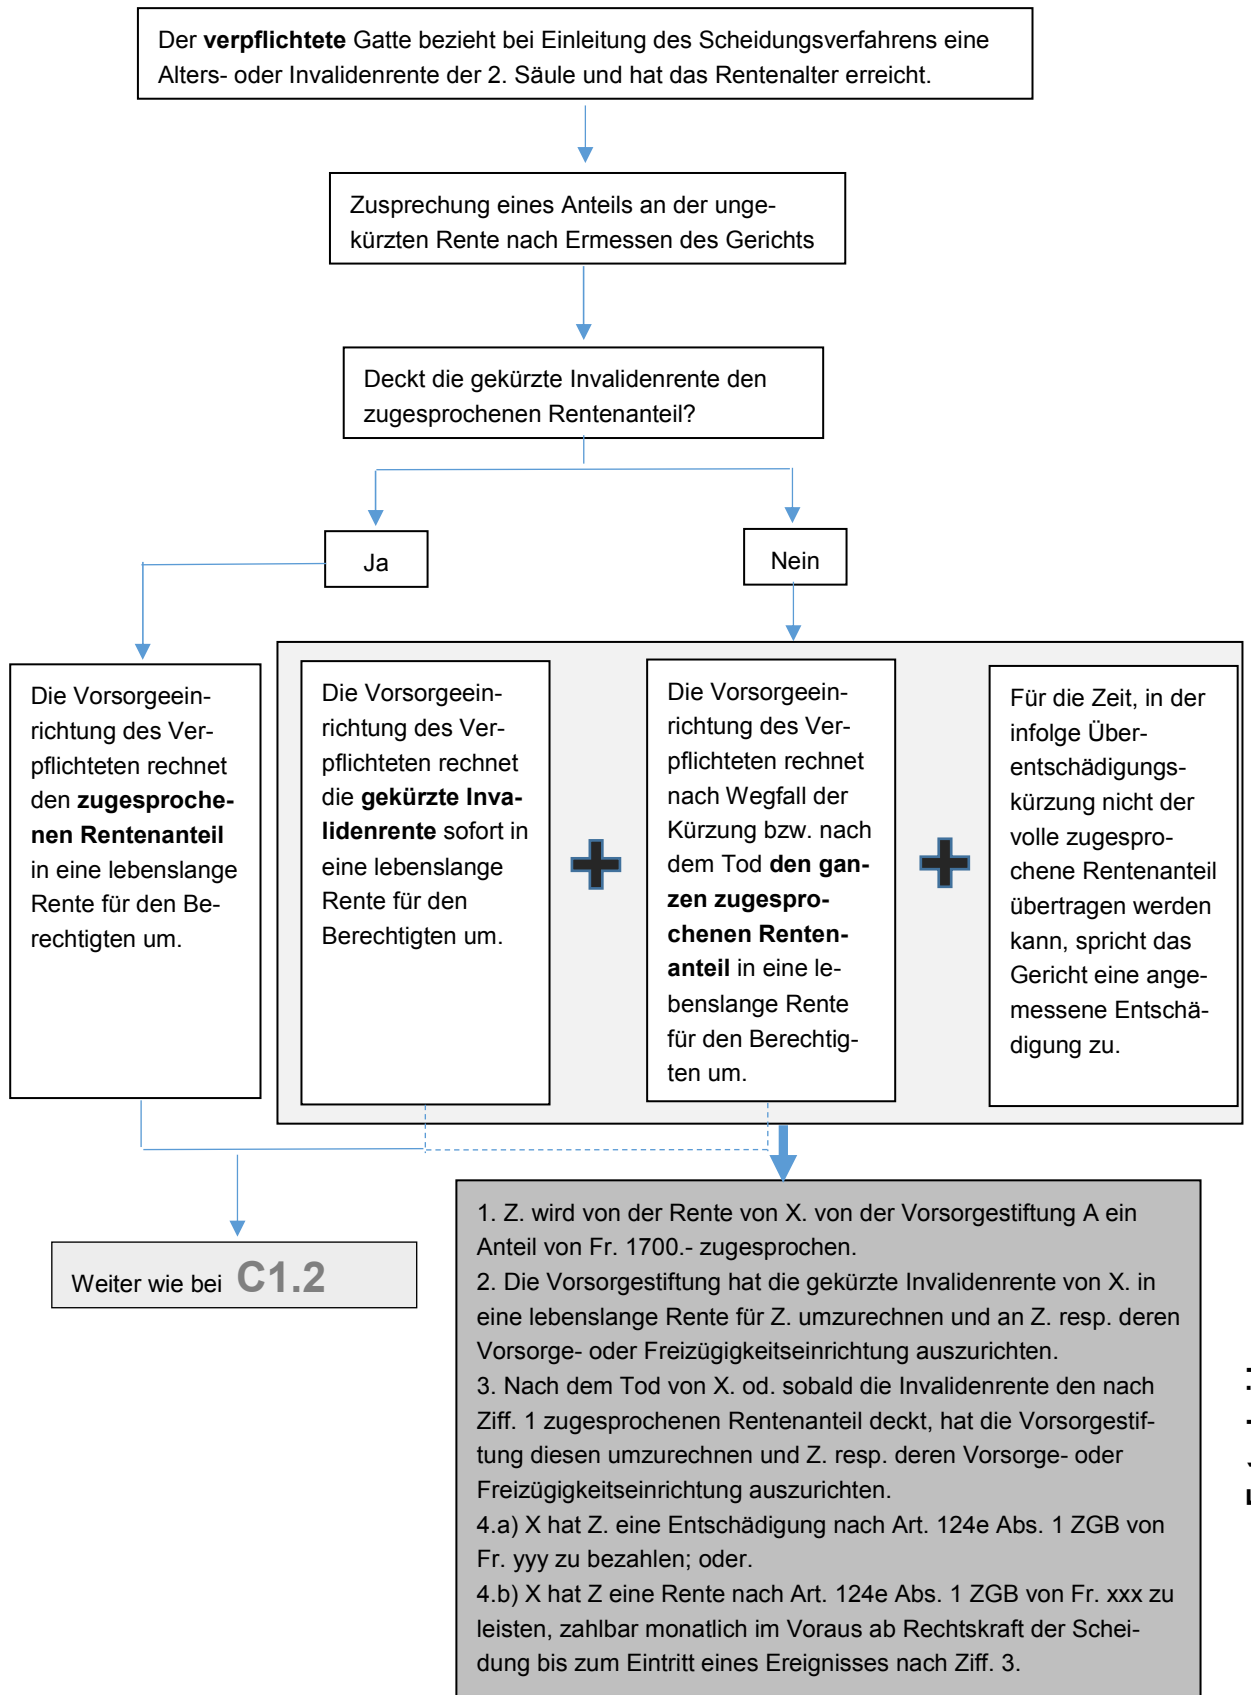 Der verpflichtete Gatte bezieht bei Einleitung des Scheidungsverfahrens eine
Alters- oder Invalidenrente der 2. Säule und hat das Rentenalter erreicht.
Zusprechung eines Anteils an der unge-
kürzten Rente nach Ermessen des Gerichts
Deckt die gekürzte Invalidenrente den
zugesprochenen Rentenanteil?
Ja
Nein
Die Vorsorgeein-
richtung des Ver-
pflichteten rechnet
den zugesproche-
nen Rentenanteil
in eine lebenslange
Rente für den Be-
rechtigten um.
Die Vorsorgeein-
richtung des Ver-
pflichteten rechnet
die gekürzte Inva-
lidenrente sofort in
eine lebenslange
Rente für den
Berechtigten um.
Die Vorsorgeein-
richtung des Ver-
pflichteten rechnet
nach Wegfall der
Kürzung bzw. nach
dem Tod den gan-
zen zugespro-
chenen Renten-
anteil in eine le-
benslange Rente
für den Berechtig-
ten um.
Für die Zeit, in der
infolge Über-
entschädigungs-
kürzung nicht der
volle zugespro-
chene Rentenanteil
übertragen werden
kann, spricht das
Gericht eine ange-
messene Entschä-
digung zu.
Weiter wie bei C1.2
1. Z. wird von der Rente von X. von der Vorsorgestiftung A ein
Anteil von Fr. 1700.- zugesprochen.
2. Die Vorsorgestiftung hat die gekürzte Invalidenrente von X. in
eine lebenslange Rente für Z. umzurechnen und an Z. resp. deren
Vorsorge- oder Freizügigkeitseinrichtung auszurichten.
3. Nach dem Tod von X. od. sobald die Invalidenrente den nach
Ziff. 1 zugesprochenen Rentenanteil deckt, hat die Vorsorgestif-
tung diesen umzurechnen und Z. resp. deren Vorsorge- oder
Freizügigkeitseinrichtung auszurichten.
4.a) X hat Z. eine Entschädigung nach Art. 124e Abs. 1 ZGB von
Fr. yyy zu bezahlen; oder.
4.b) X hat Z eine Rente nach Art. 124e Abs. 1 ZGB von Fr. xxx zu
leisten, zahlbar monatlich im Voraus ab Rechtskraft der Schei-
dung bis zum Eintritt eines Ereignisses nach Ziff. 3.